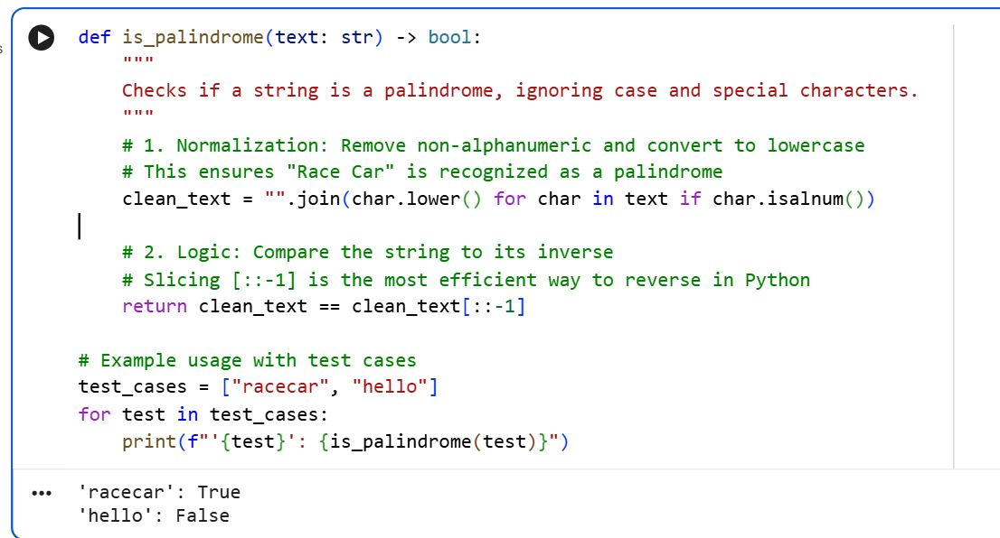 def is_palindrome(text: str) -> bool:
    """
    Checks if a string is a palindrome, ignoring case and special characters.
    """
    # 1. Normalization: Remove non-alphanumeric and convert to lowercase
    # This ensures "Race Car" is recognized as a palindrome
    clean_text = "".join(char.lower() for char in text if char.isalnum())
    # 2. Logic: Compare the string to its inverse
    # Slicing [::-1] is the most efficient way to reverse in Python
    return clean_text == clean_text[::-1]
# Example usage with test cases
test_cases = ["racecar", "hello"]
for test in test_cases:
    print(f"'{test}': {is_palindrome(test)}")
'racecar': True
'hello': False